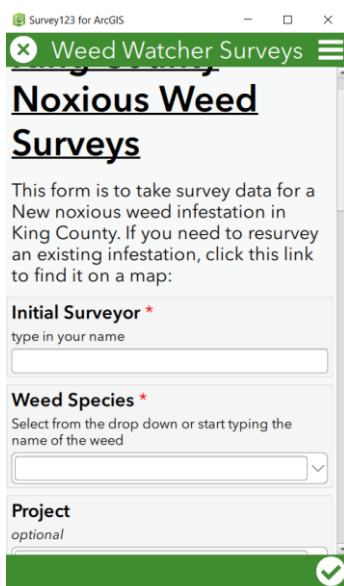 Survey123 for ArcGIS
Weed Watcher Surveys
King County
Noxious Weed
Surveys
This form is to take survey data for a
New noxious weed infestation in
King County. If you need to resurvey
an existing infestation, click this link
to find it on a map:
Initial Surveyor *
type in your name
Weed Species *
Select from the drop down or start typing the
name of the weed
Project
optional